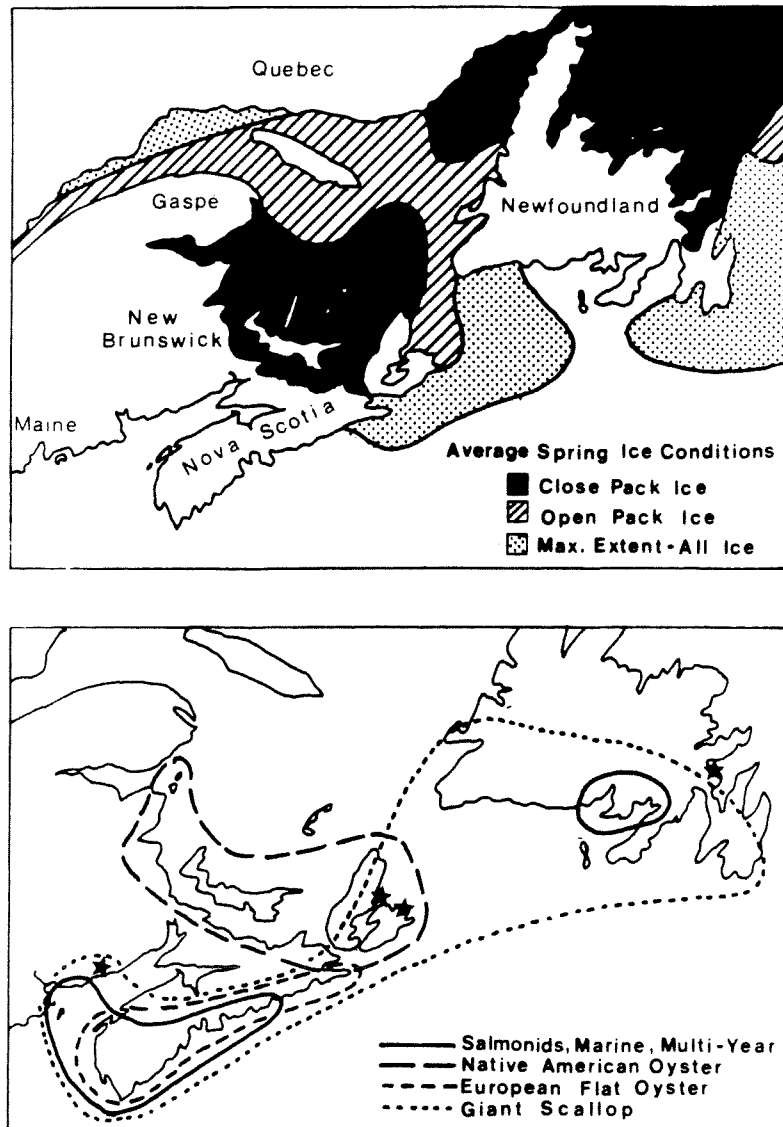 Quebec
Gaspé
Newfoundland
New
Brunswick
Maine
Nova Scotia
Average Spring Ice Conditions
Close Pack Ice
Open Pack Ice
Max. Extent-All Ice
Salmonids, Marine, Multi-Year
Native American Oyster
European Flat Oyster
Giant Scallop